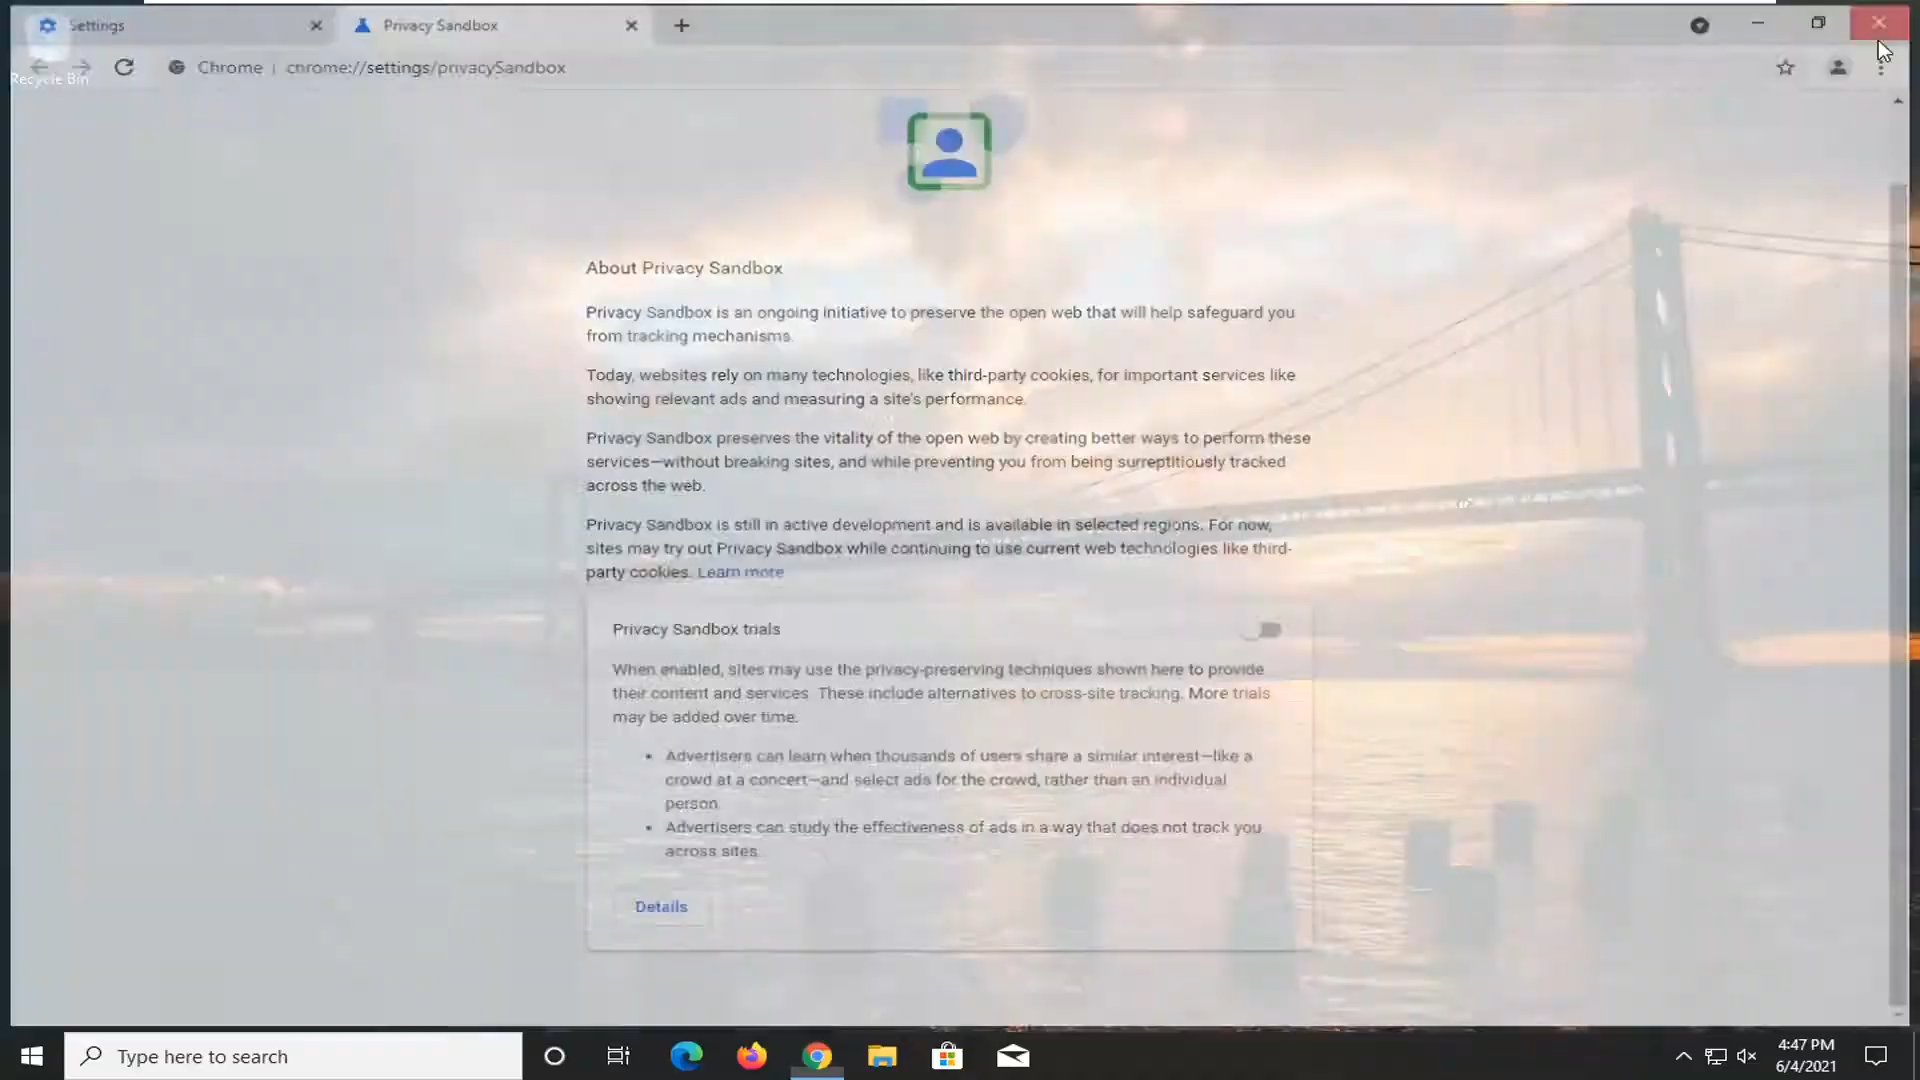 Settings
Privacy Sandbox
Recycle Bin
Chrome | chrome://settings/privacySandbox
About Privacy Sandbox
Privacy Sandbox is an ongoing initiative to preserve the open web that will help safeguard you
from tracking mechanisms.
Today, websites rely on many technologies, like third-party cookies, for important services like
showing relevant ads and measuring a site's performance.
Privacy Sandbox preserves the vitality of the open web by creating better ways to perform these
services—without breaking sites, and while preventing you from being surreptitiously tracked
across the web.
Privacy Sandbox is still in active development and is available in selected regions. For now,
sites may try out Privacy Sandbox while continuing to use current web technologies like third-
party cookies. Learn more
Privacy Sandbox trials
When enabled, sites may use the privacy-preserving techniques shown here to provide
their content and services. These include alternatives to cross-site tracking. More trials
may be added over time.
• Advertisers can learn when thousands of users share a similar interest—like a
crowd at a concert—and select ads for the crowd, rather than an individual
person.
• Advertisers can study the effectiveness of ads in a way that does not track you
across sites.
Details
Type here to search
4:47 PM
6/4/2021